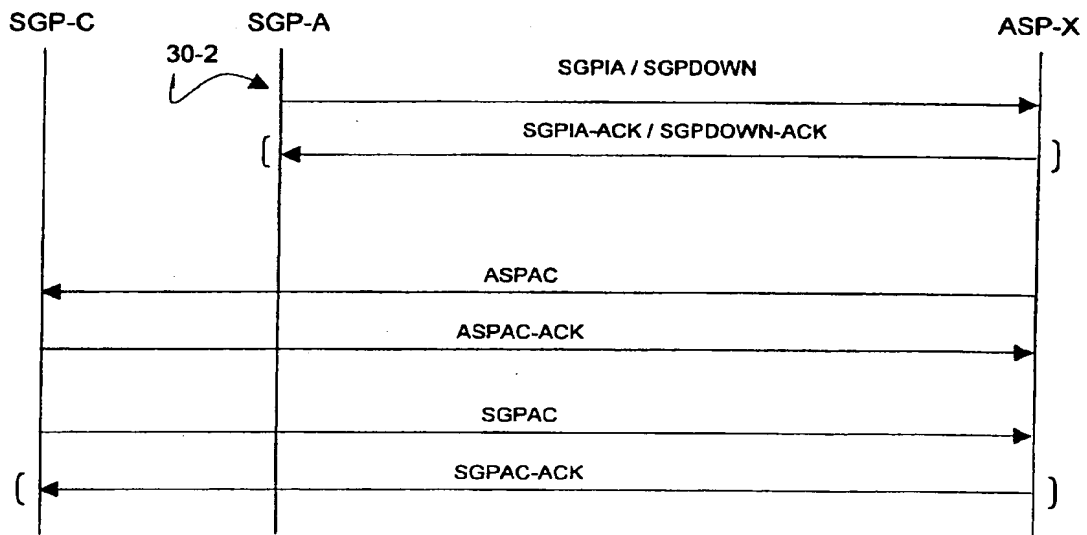 SGP-C SGP-A ASP-X
30-2
SGPIA / SGPDOWN
SGPIA-ACK / SGPDOWN-ACK
ASPAC
ASPAC-ACK
SGPAC
SGPAC-ACK